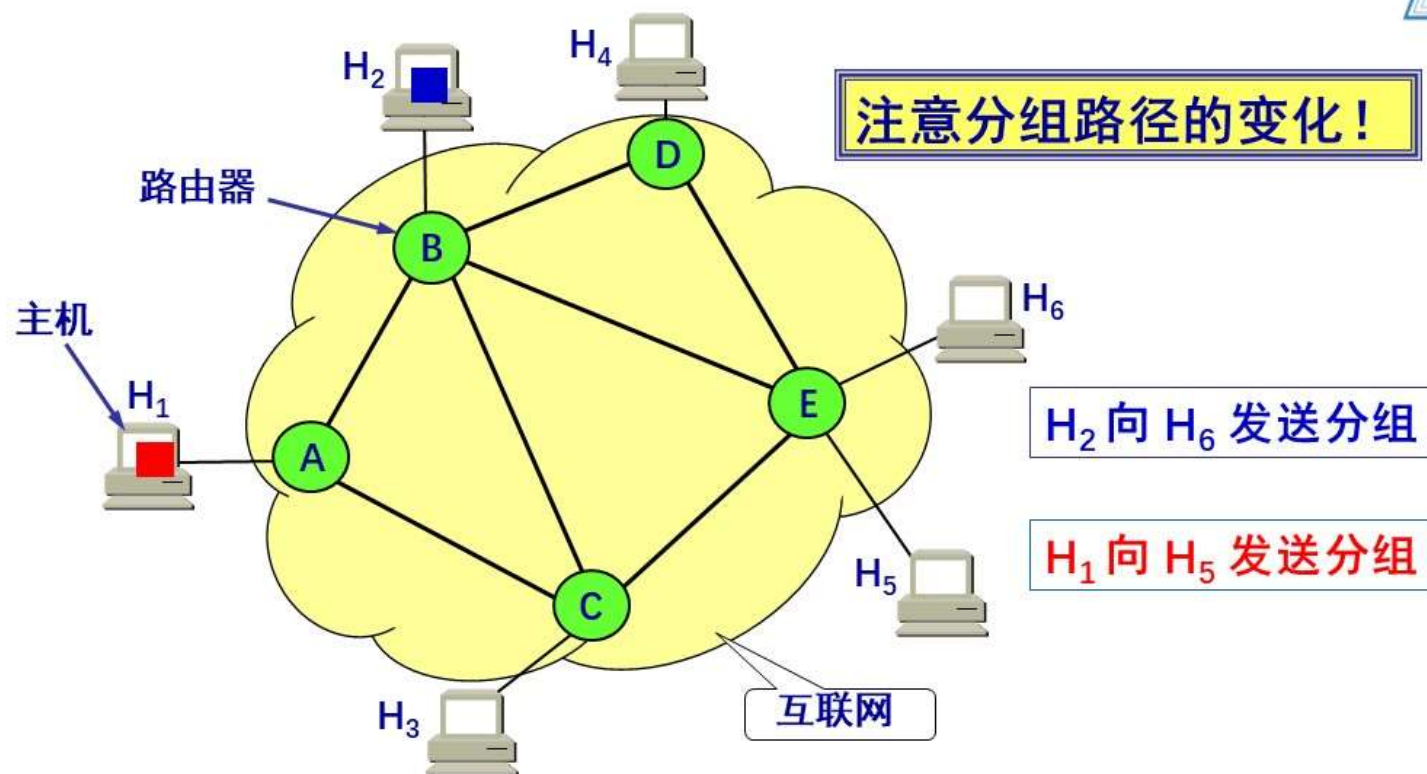 注意分组路径的变化！
H₄
H₂
D
路由器
B
H₆
主机
H₁
E
H₂ 向 H₆ 发送分组
A
H₁ 向 H₅ 发送分组
H₅
C
互联网
H₃